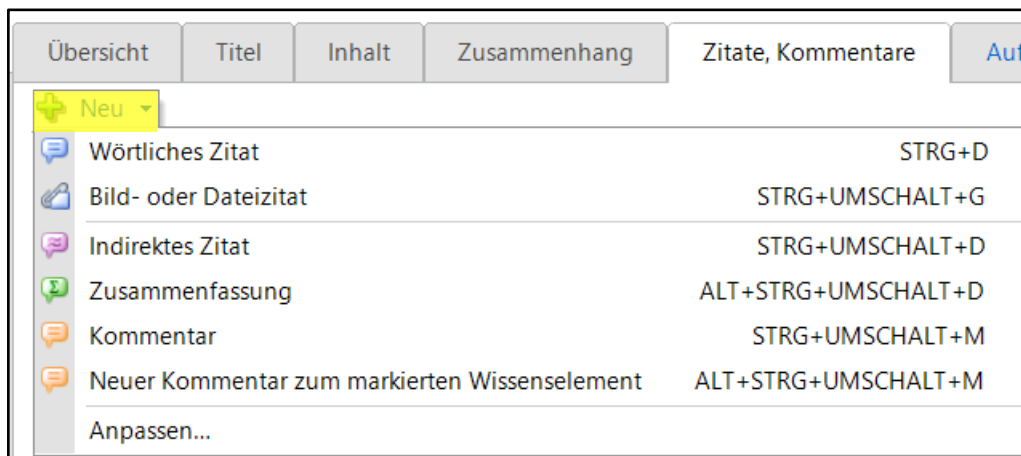 Übersicht Titel Inhalt Zusammenhang Zitate, Kommentare Auf
Neu
Wörtliches Zitat STRG+D
Bild- oder Dateizitat STRG+UMSCHALT+G
Indirektes Zitat STRG+UMSCHALT+D
Zusammenfassung ALT+STRG+UMSCHALT+D
Kommentar STRG+UMSCHALT+M
Neuer Kommentar zum markierten Wissenselement ALT+STRG+UMSCHALT+M
Anpassen...